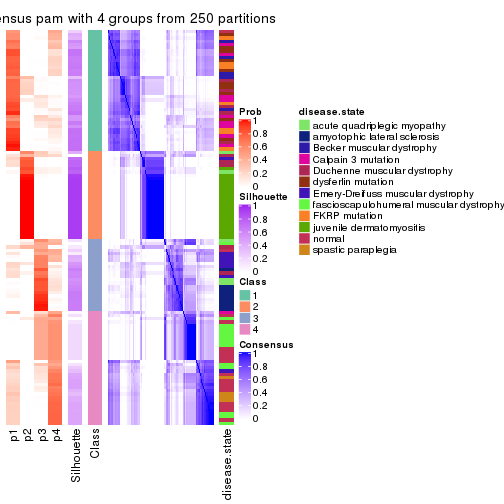 ensus pam with 4 groups from 250 partitions
Prob
1
0.8
0.6
0.4
0.2
0
Silhouette
1
0.8
0.6
0.4
0.2
0
Class
1
2
3
4
Consensus
1
0.8
0.6
0.4
0.2
0
disease.state
acute quadriplegic myopathy
amyotophic lateral sclerosis
Becker muscular dystrophy
Calpain 3 mutation
Duchenne muscular dystrophy
dysferlin mutation
Emery-Dreifuss muscular dystrophy
fascioscapulohumeral muscular dystrophy
FKRP mutation
juvenile dermatomyositis
normal
spastic paraplegia
p1
p2
p3
p4
Silhouette
Class
disease.state